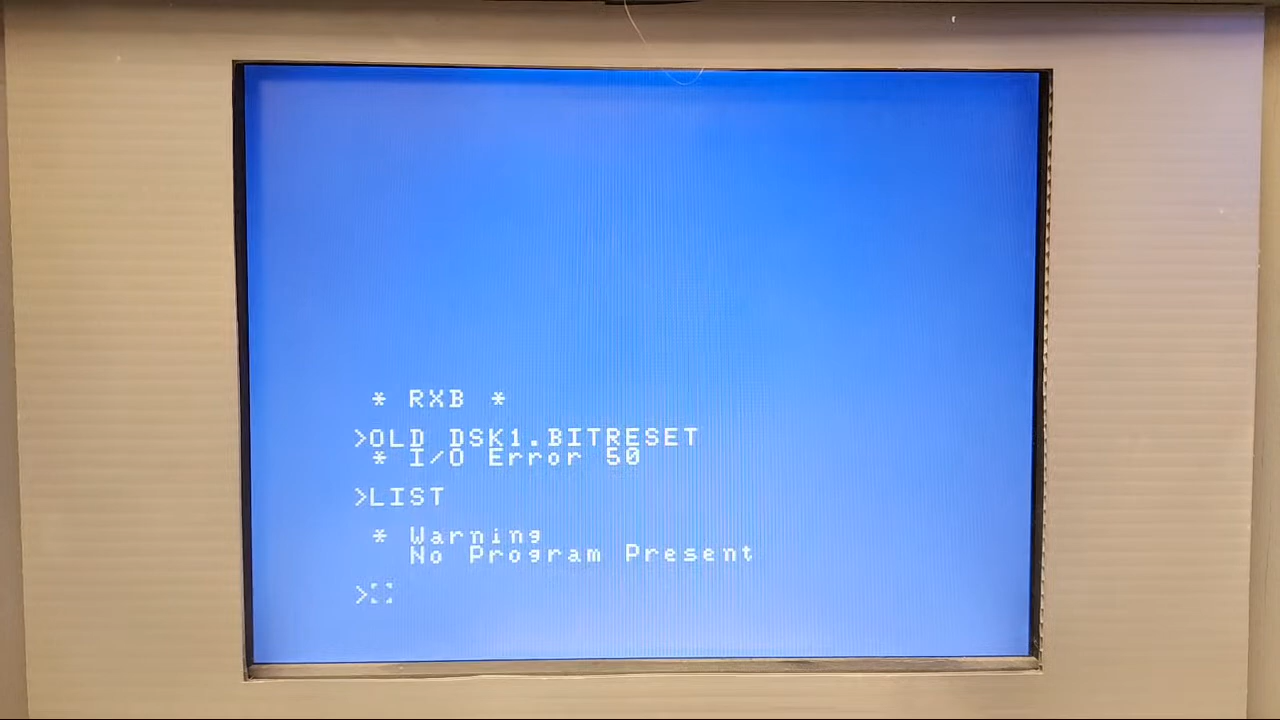 * RXB *
>OLD DSK1.BITRESET
* I/O Error 50
>LIST
* Warning
No Program Present
>